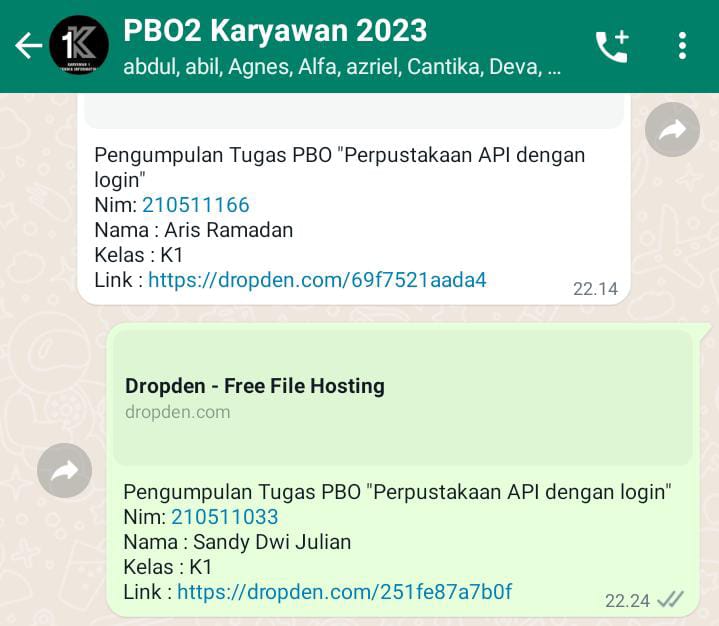 PBO2 Karyawan 2023
abdul, abil, Agnes, Alfa, azriel, Cantika, Deva, ...
1K
Pengumpulan Tugas PBO "Perpustakaan API dengan
login"
Nim: 210511166
Nama : Aris Ramadan
Kelas : K1
Link : https://dropden.com/69f7521aada4
22.14
Dropden - Free File Hosting
dropden.com
Pengumpulan Tugas PBO "Perpustakaan API dengan login"
Nim: 210511033
Nama : Sandy Dwi Julian
Kelas : K1
Link : https://dropden.com/251fe87a7b0f
22.24